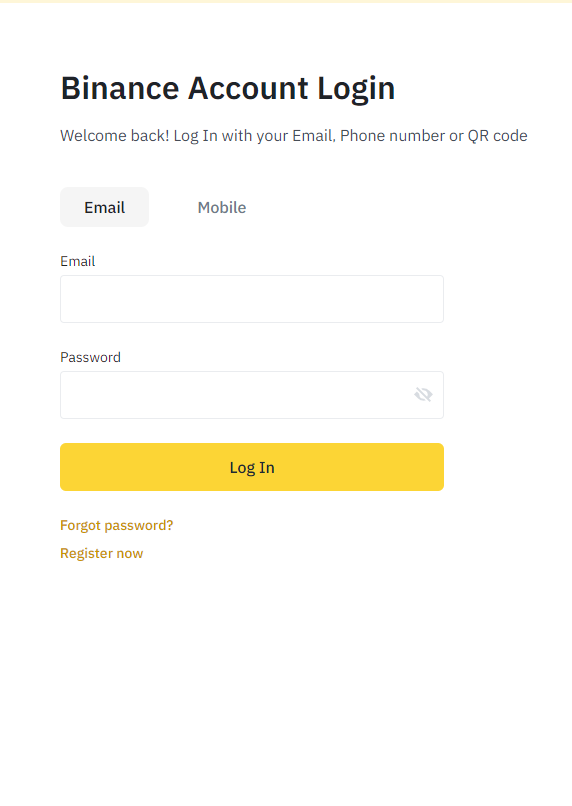 Binance Account Login
Welcome back! Log In with your Email, Phone number or QR code
Email
Mobile
Email
Password
Log In
Forgot password?
Register now